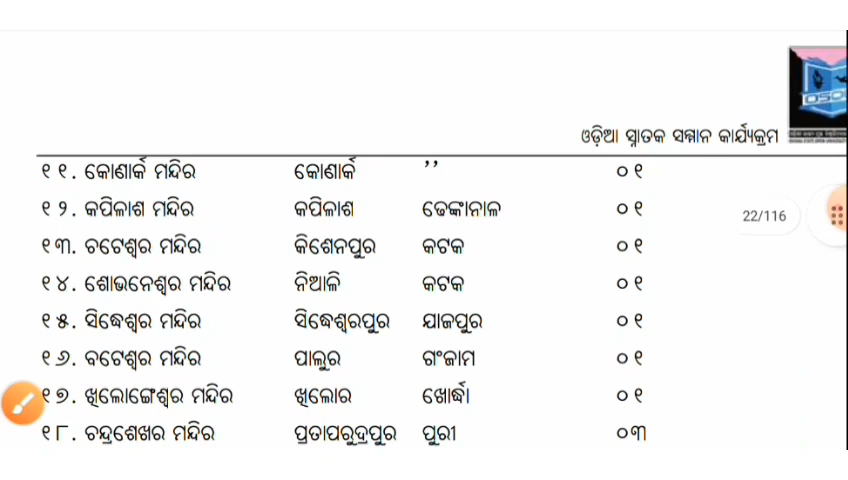 ଓଡ଼ିଆ ସ୍ନାତକ ସମ୍ମାନ କାର୍ଯ୍ୟକ୍ରମ
୧୧. କୋଣାର୍କ ମନ୍ଦିର କୋଣାର୍କ ’’ ୦୧
୧୨. କପିଳାଶ ମନ୍ଦିର କପିଳାଶ ଢେଙ୍କାନାଳ ୦୧
22/116
୧୩. ଚଟେଶ୍ୱର ମନ୍ଦିର କିଶେନପୁର କଟକ ୦୧
୧୪. ଶୋଭନେଶ୍ୱର ମନ୍ଦିର ନିଆଳି କଟକ ୦୧
୧୫. ସିଦ୍ଧେଶ୍ୱର ମନ୍ଦିର ସିଦ୍ଧେଶ୍ୱରପୁର ଯାଜପୁର ୦୧
୧୬. ବଟେଶ୍ୱର ମନ୍ଦିର ପାଲୁର ଗଂଜାମ ୦୧
୧୭. ଖିଲୋଙ୍ଗେଶ୍ୱର ମନ୍ଦିର ଖିଲୋର ଖୋର୍ଦ୍ଧା ୦୧
୧୮. ଚନ୍ଦ୍ରଶେଖର ମନ୍ଦିର ପ୍ରତାପରୁଦ୍ରପୁର ପୁରୀ ୦୩